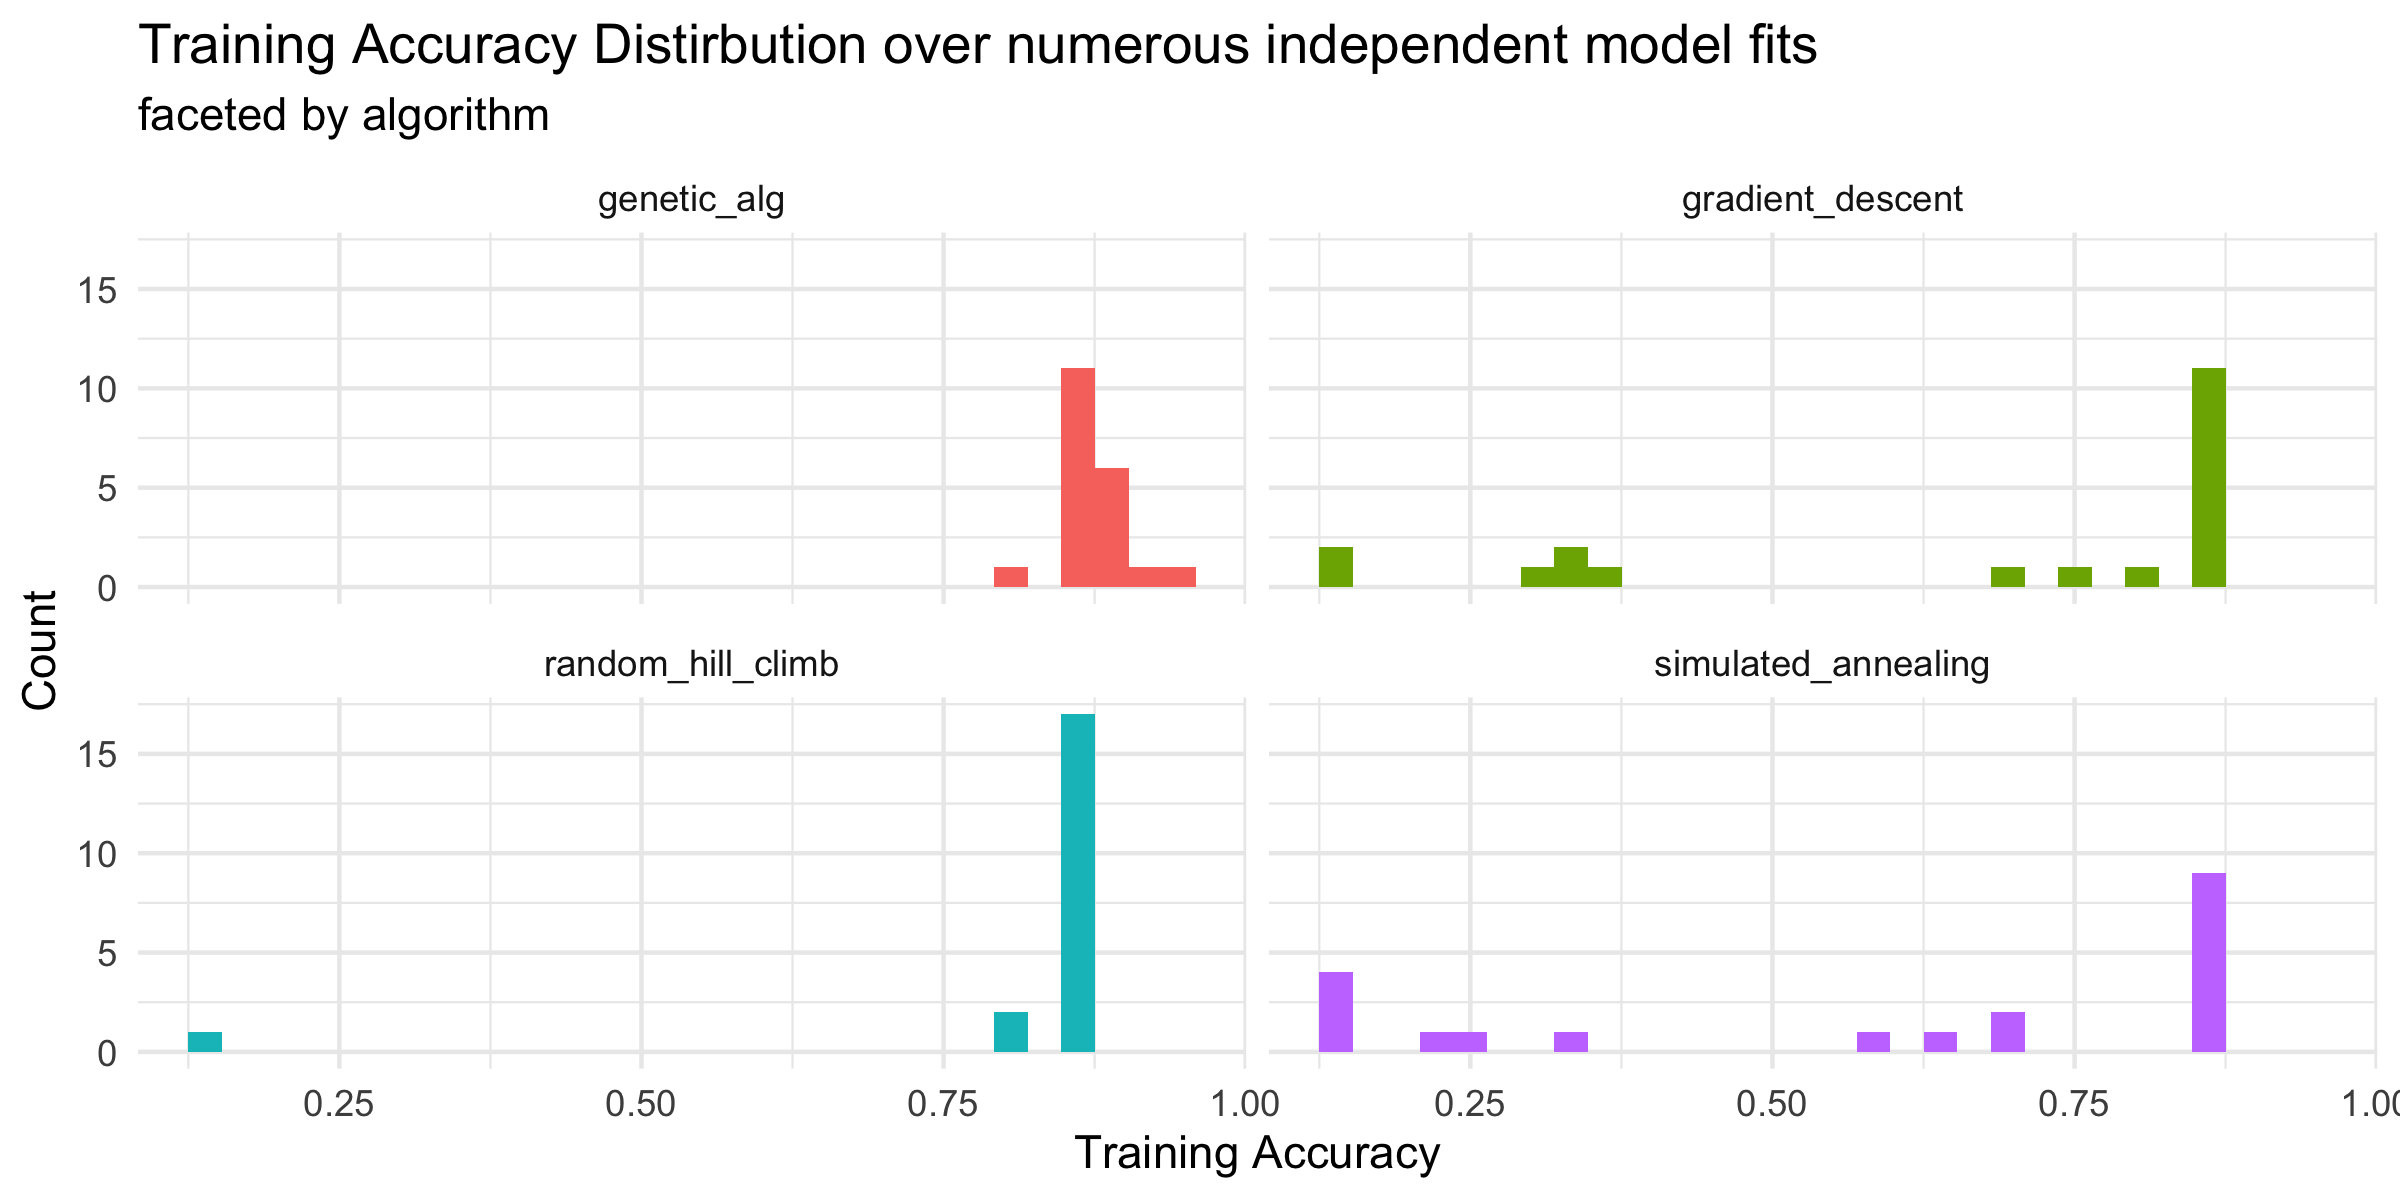 Training Accuracy Distirbution over numerous independent model fits
faceted by algorithm
genetic_alg
gradient_descent
15
10
5
0
Count
random_hill_climb
simulated_annealing
15
10
5
0
0.25 0.50 0.75 1.00 0.25 0.50 0.75 1.00
Training Accuracy